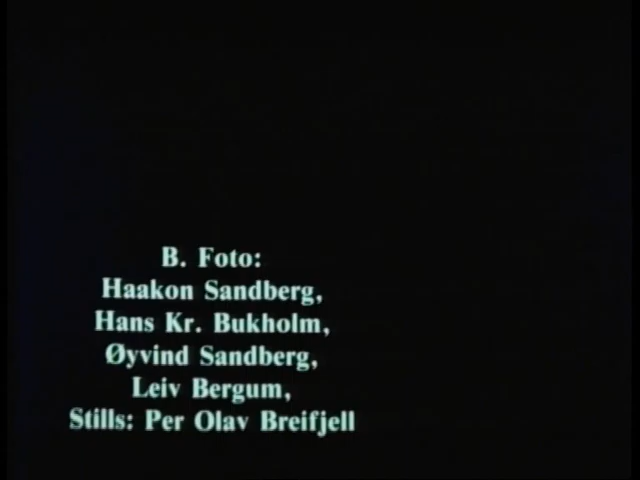 B. Foto:
Haakon Sandberg,
Hans Kr. Bukholm,
Øyvind Sandberg,
Leiv Bergum,
Stills: Per Olav Breifjell